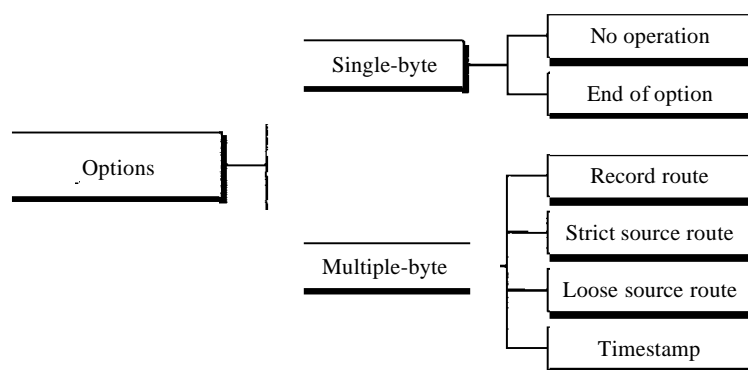 No operation
Single-byte
End of option
Options
Record route
Strict source route
Multiple-byte
Loose source route
Timestamp